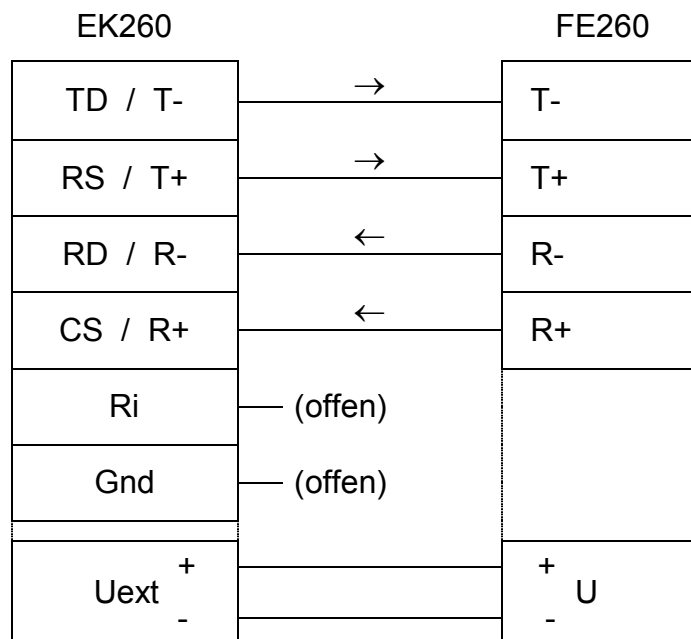 EK260 FE260
TD / T- → T-
RS / T+ → T+
RD / R- ← R-
CS / R+ ← R+
Ri (offen)
Gnd (offen)
+ +
Uext U
- -